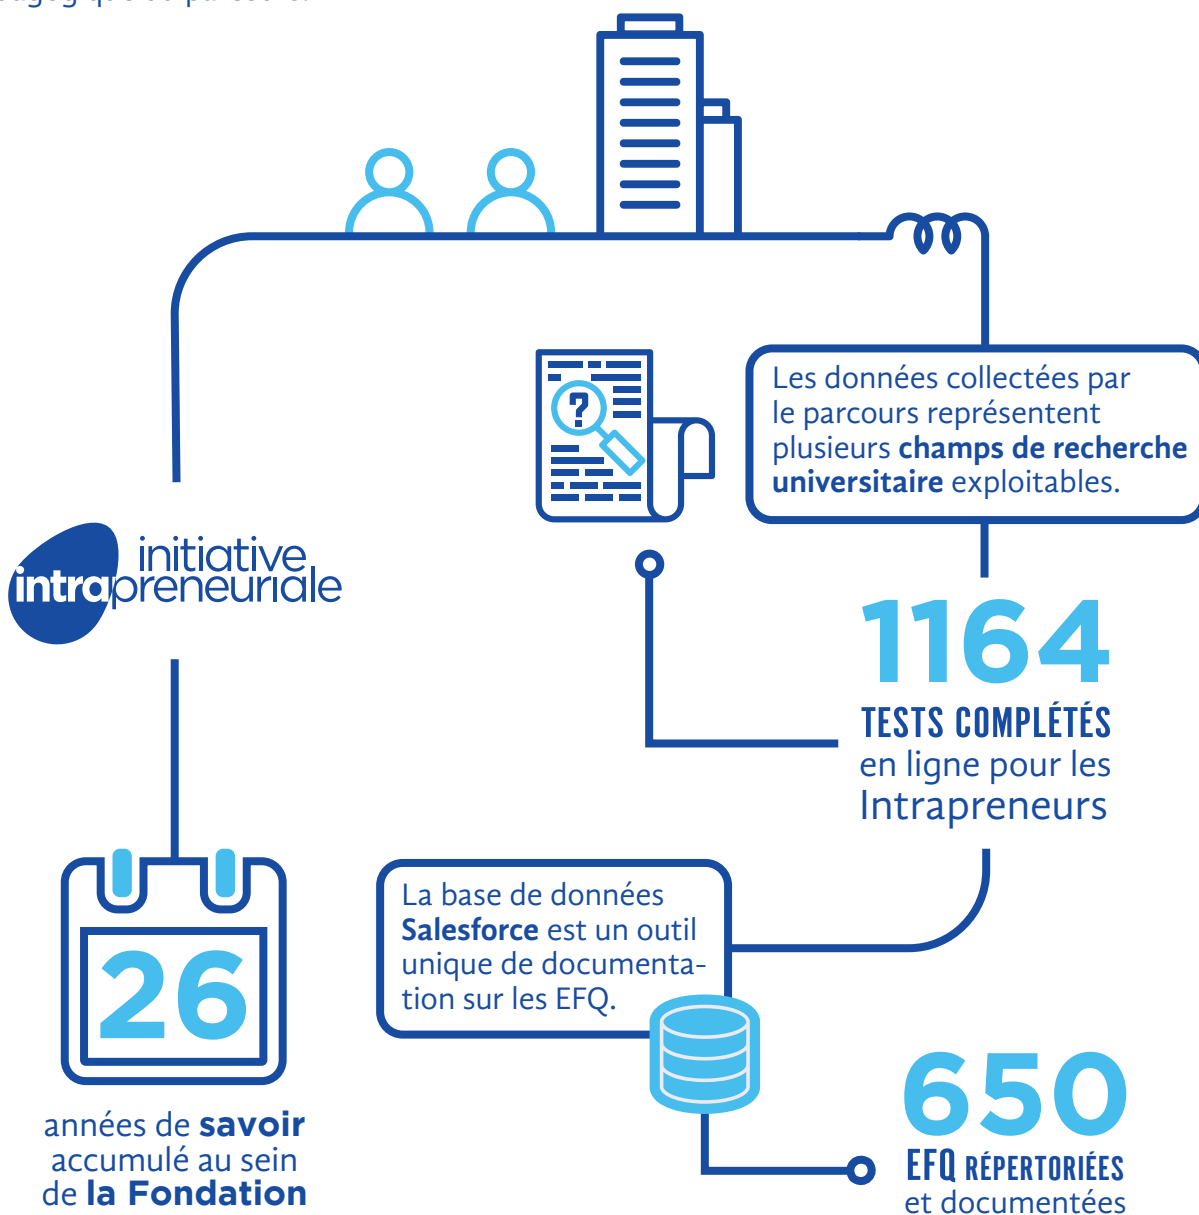 Les données collectées par
le parcours représentent
plusieurs champs de recherche
universitaire exploitables.
?
initiative
intrapreneuriale
1164
TESTS COMPLÉTÉS
en ligne pour les
Intrapreneurs
La base de données
Salesforce est un outil
unique de documenta-
tion sur les EFQ.
26
années de savoir
accumulé au sein
de la Fondation
650
EFQ RÉPERTORIÉES
et documentées